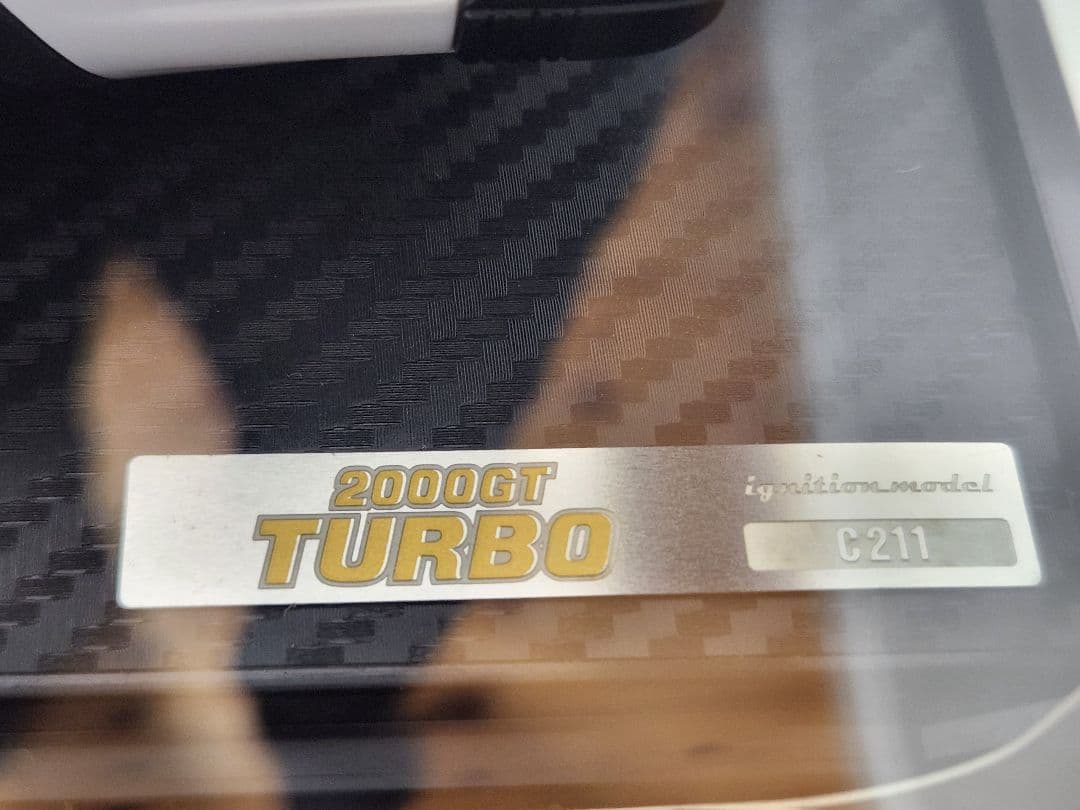 2000GT
TURBO
ignition model
C211